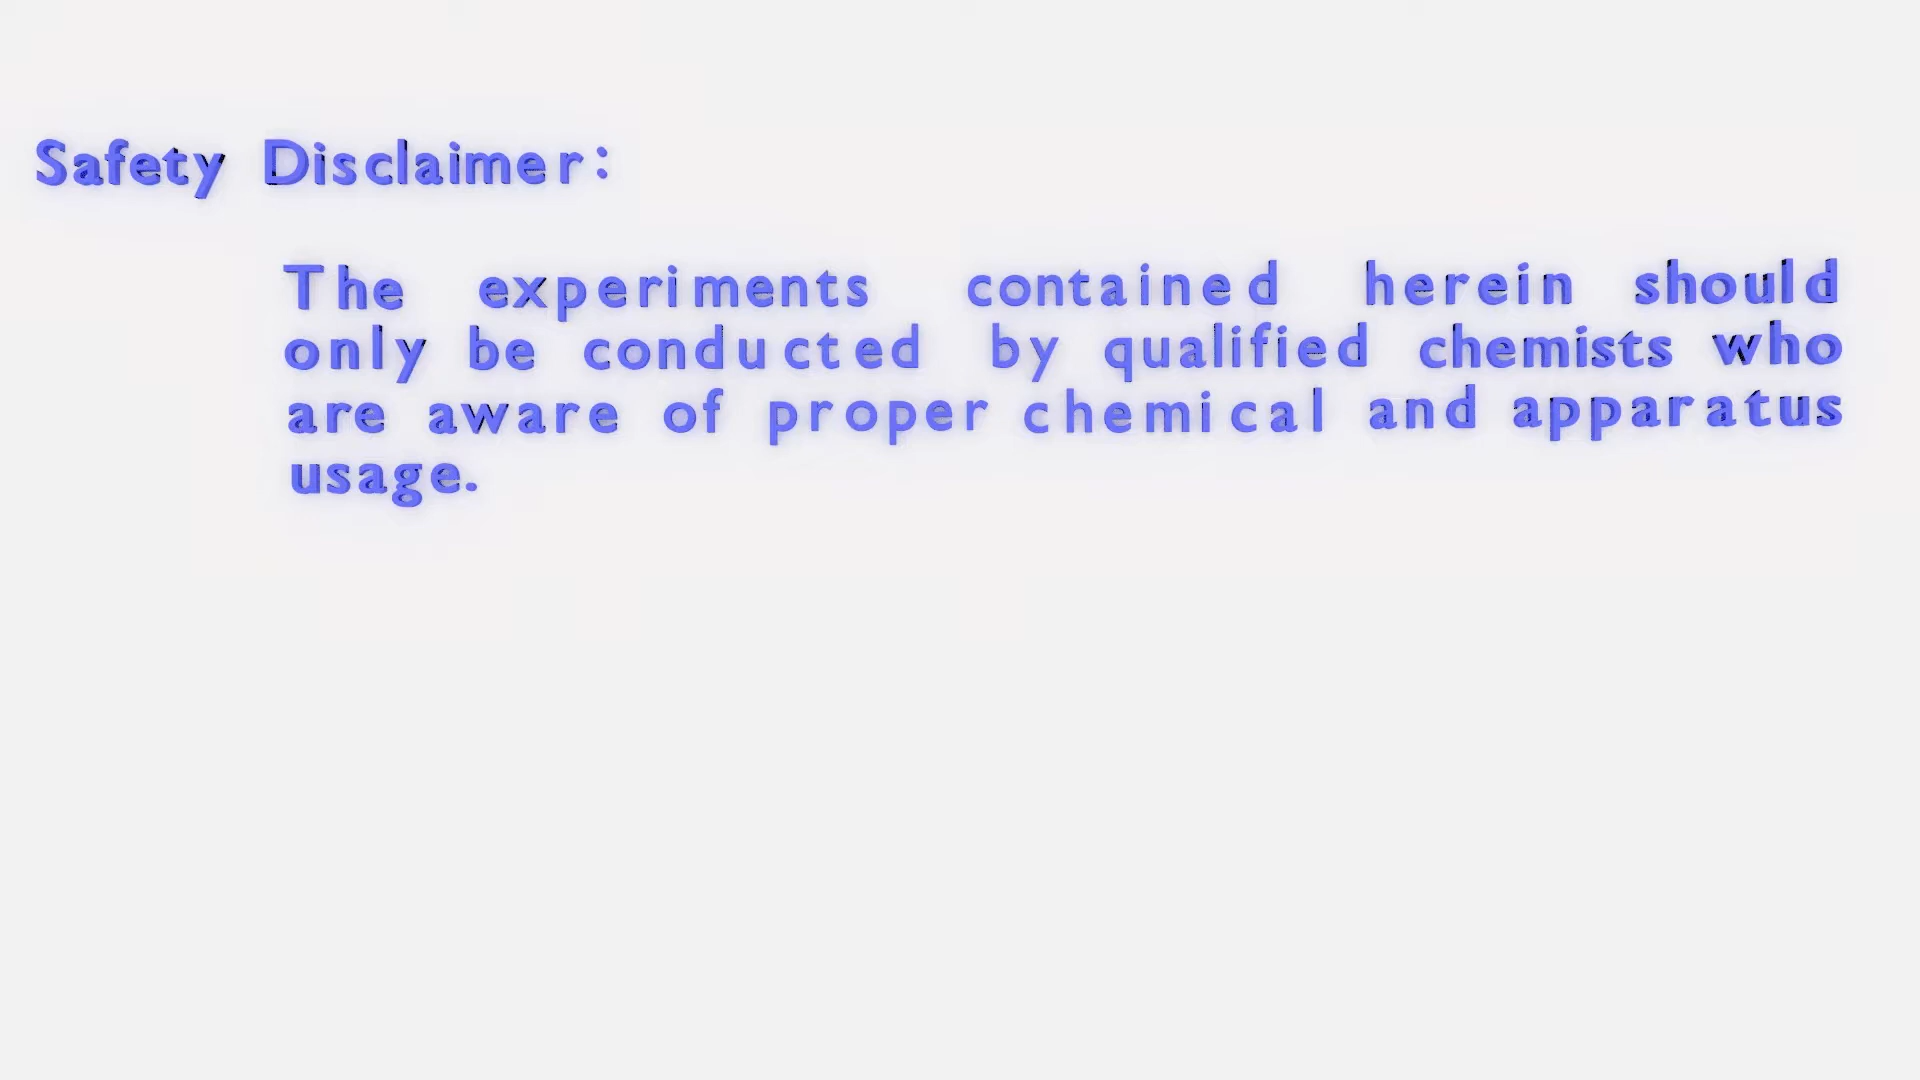 Safety Disclaimer:
The experiments contained herein should
only be conducted by qualified chemists who
are aware of proper chemical and apparatus
usage.